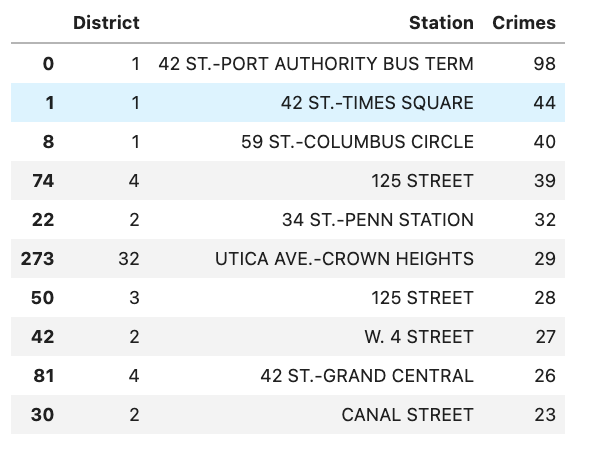 District Station Crimes
0 1 42 ST.-PORT AUTHORITY BUS TERM 98
1 1 42 ST.-TIMES SQUARE 44
8 1 59 ST.-COLUMBUS CIRCLE 40
74 4 125 STREET 39
22 2 34 ST.-PENN STATION 32
273 32 UTICA AVE.-CROWN HEIGHTS 29
50 3 125 STREET 28
42 2 W. 4 STREET 27
81 4 42 ST.-GRAND CENTRAL 26
30 2 CANAL STREET 23